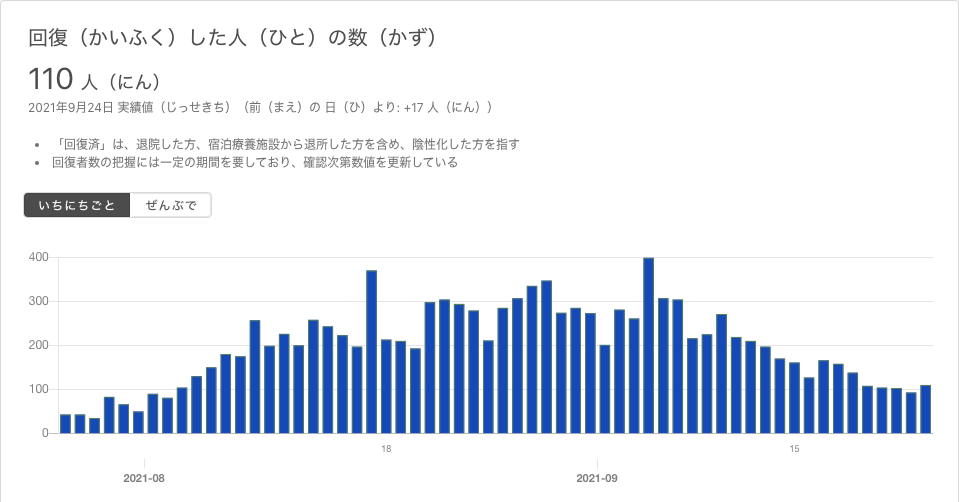 回復（かいふく）した人（ひと）の数（かず）
110 人（にん）
2021年9月24日 実績値（じっせきち）（前（まえ）の 日（ひ）より: +17 人（にん））
• 「回復済」は、退院した方、宿泊療養施設から退所した方を含め、陰性化した方を指す
• 回復者数の把握には一定の期間を要しており、確認次第数値を更新している
いちにちごと ぜんぶで
400
300
200
100
0
18 15
2021-08 2021-09